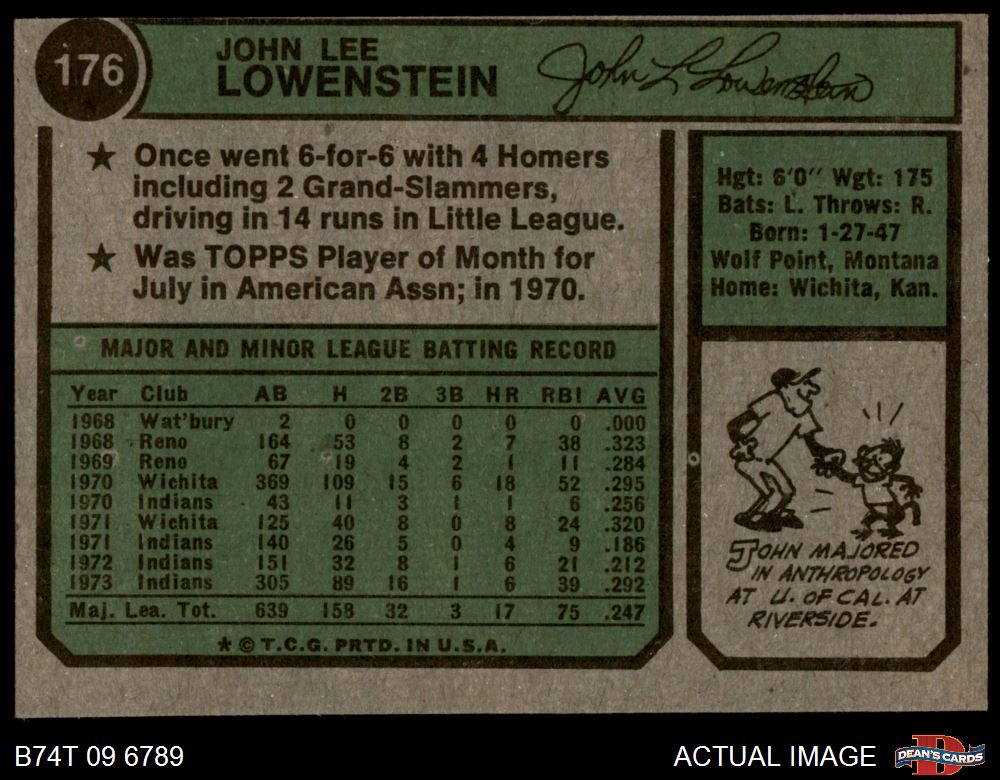 176
JOHN LEE
LOWENSTEIN
John L Lowenstein
★ Once went 6-for-6 with 4 Homers
including 2 Grand-Slammers,
driving in 14 runs in Little League.
★ Was TOPPS Player of Month for
July in American Assn; in 1970.
Hgt: 6'0" Wgt: 175
Bats: L. Throws: R.
Born: 1-27-47
Wolf Point, Montana
Home: Wichita, Kan.
MAJOR AND MINOR LEAGUE BATTING RECORD
Year Club AB H 2B 3B HR RBI AVG
1968 Wat'bury 2 0 0 0 0 0 .000
1968 Reno 164 53 8 2 7 38 .323
1969 Reno 67 19 4 2 1 11 .284
1970 Wichita 369 109 15 6 18 52 .295
1970 Indians 43 11 3 1 1 6 .256
1971 Wichita 125 40 8 0 8 24 .320
1971 Indians 140 26 5 0 4 9 .186
1972 Indians 151 32 8 1 6 21 .212
1973 Indians 305 89 16 1 6 39 .292
Maj. Lea. Tot. 639 158 32 3 17 75 .247
* © T.C.G. PRTD. IN U.S.A.
JOHN MAJORED
IN ANTHROPOLOGY
AT U. OF CAL. AT
RIVERSIDE.
B74T 09 6789
ACTUAL IMAGE
D
DEAN'S CARDS